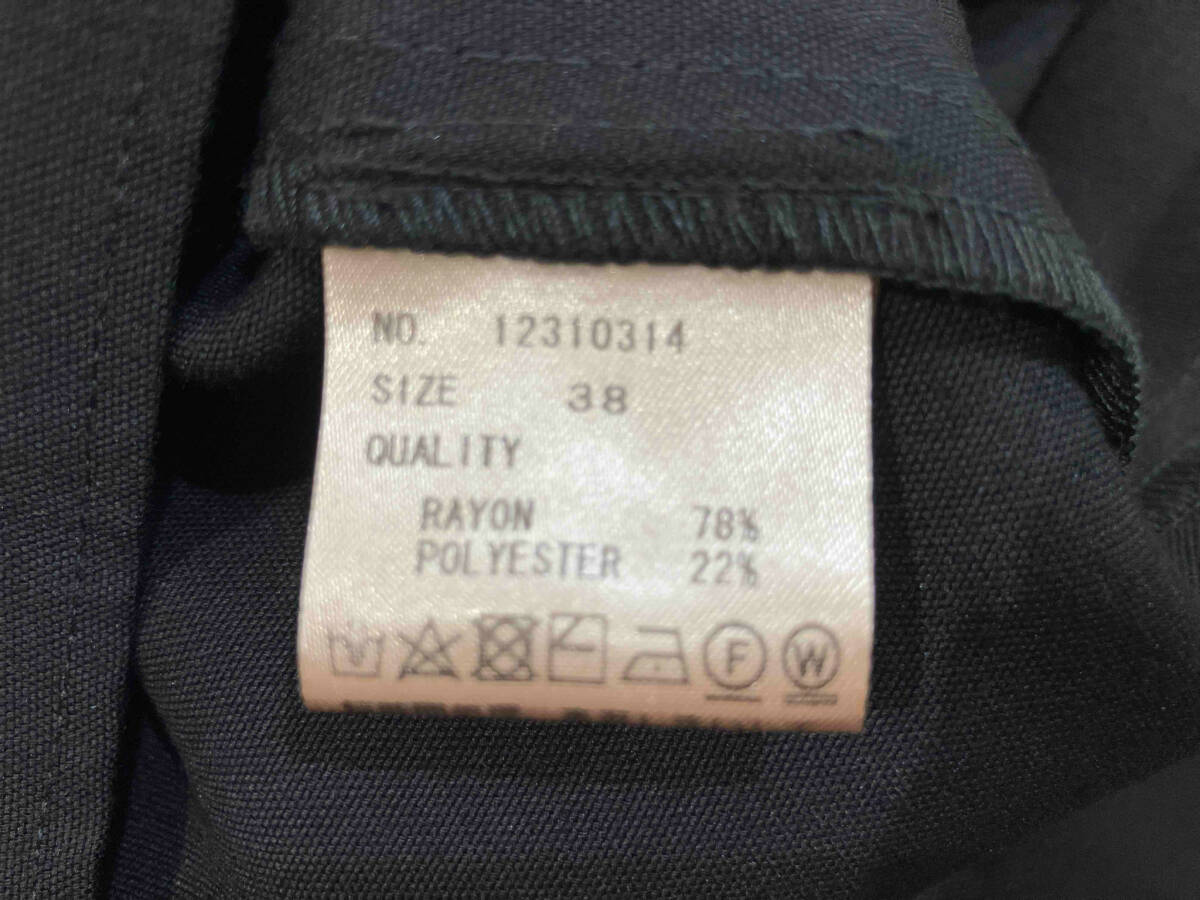 NO. 12310314
SIZE 38
QUALITY
RAYON 78%
POLYESTER 22%
F W